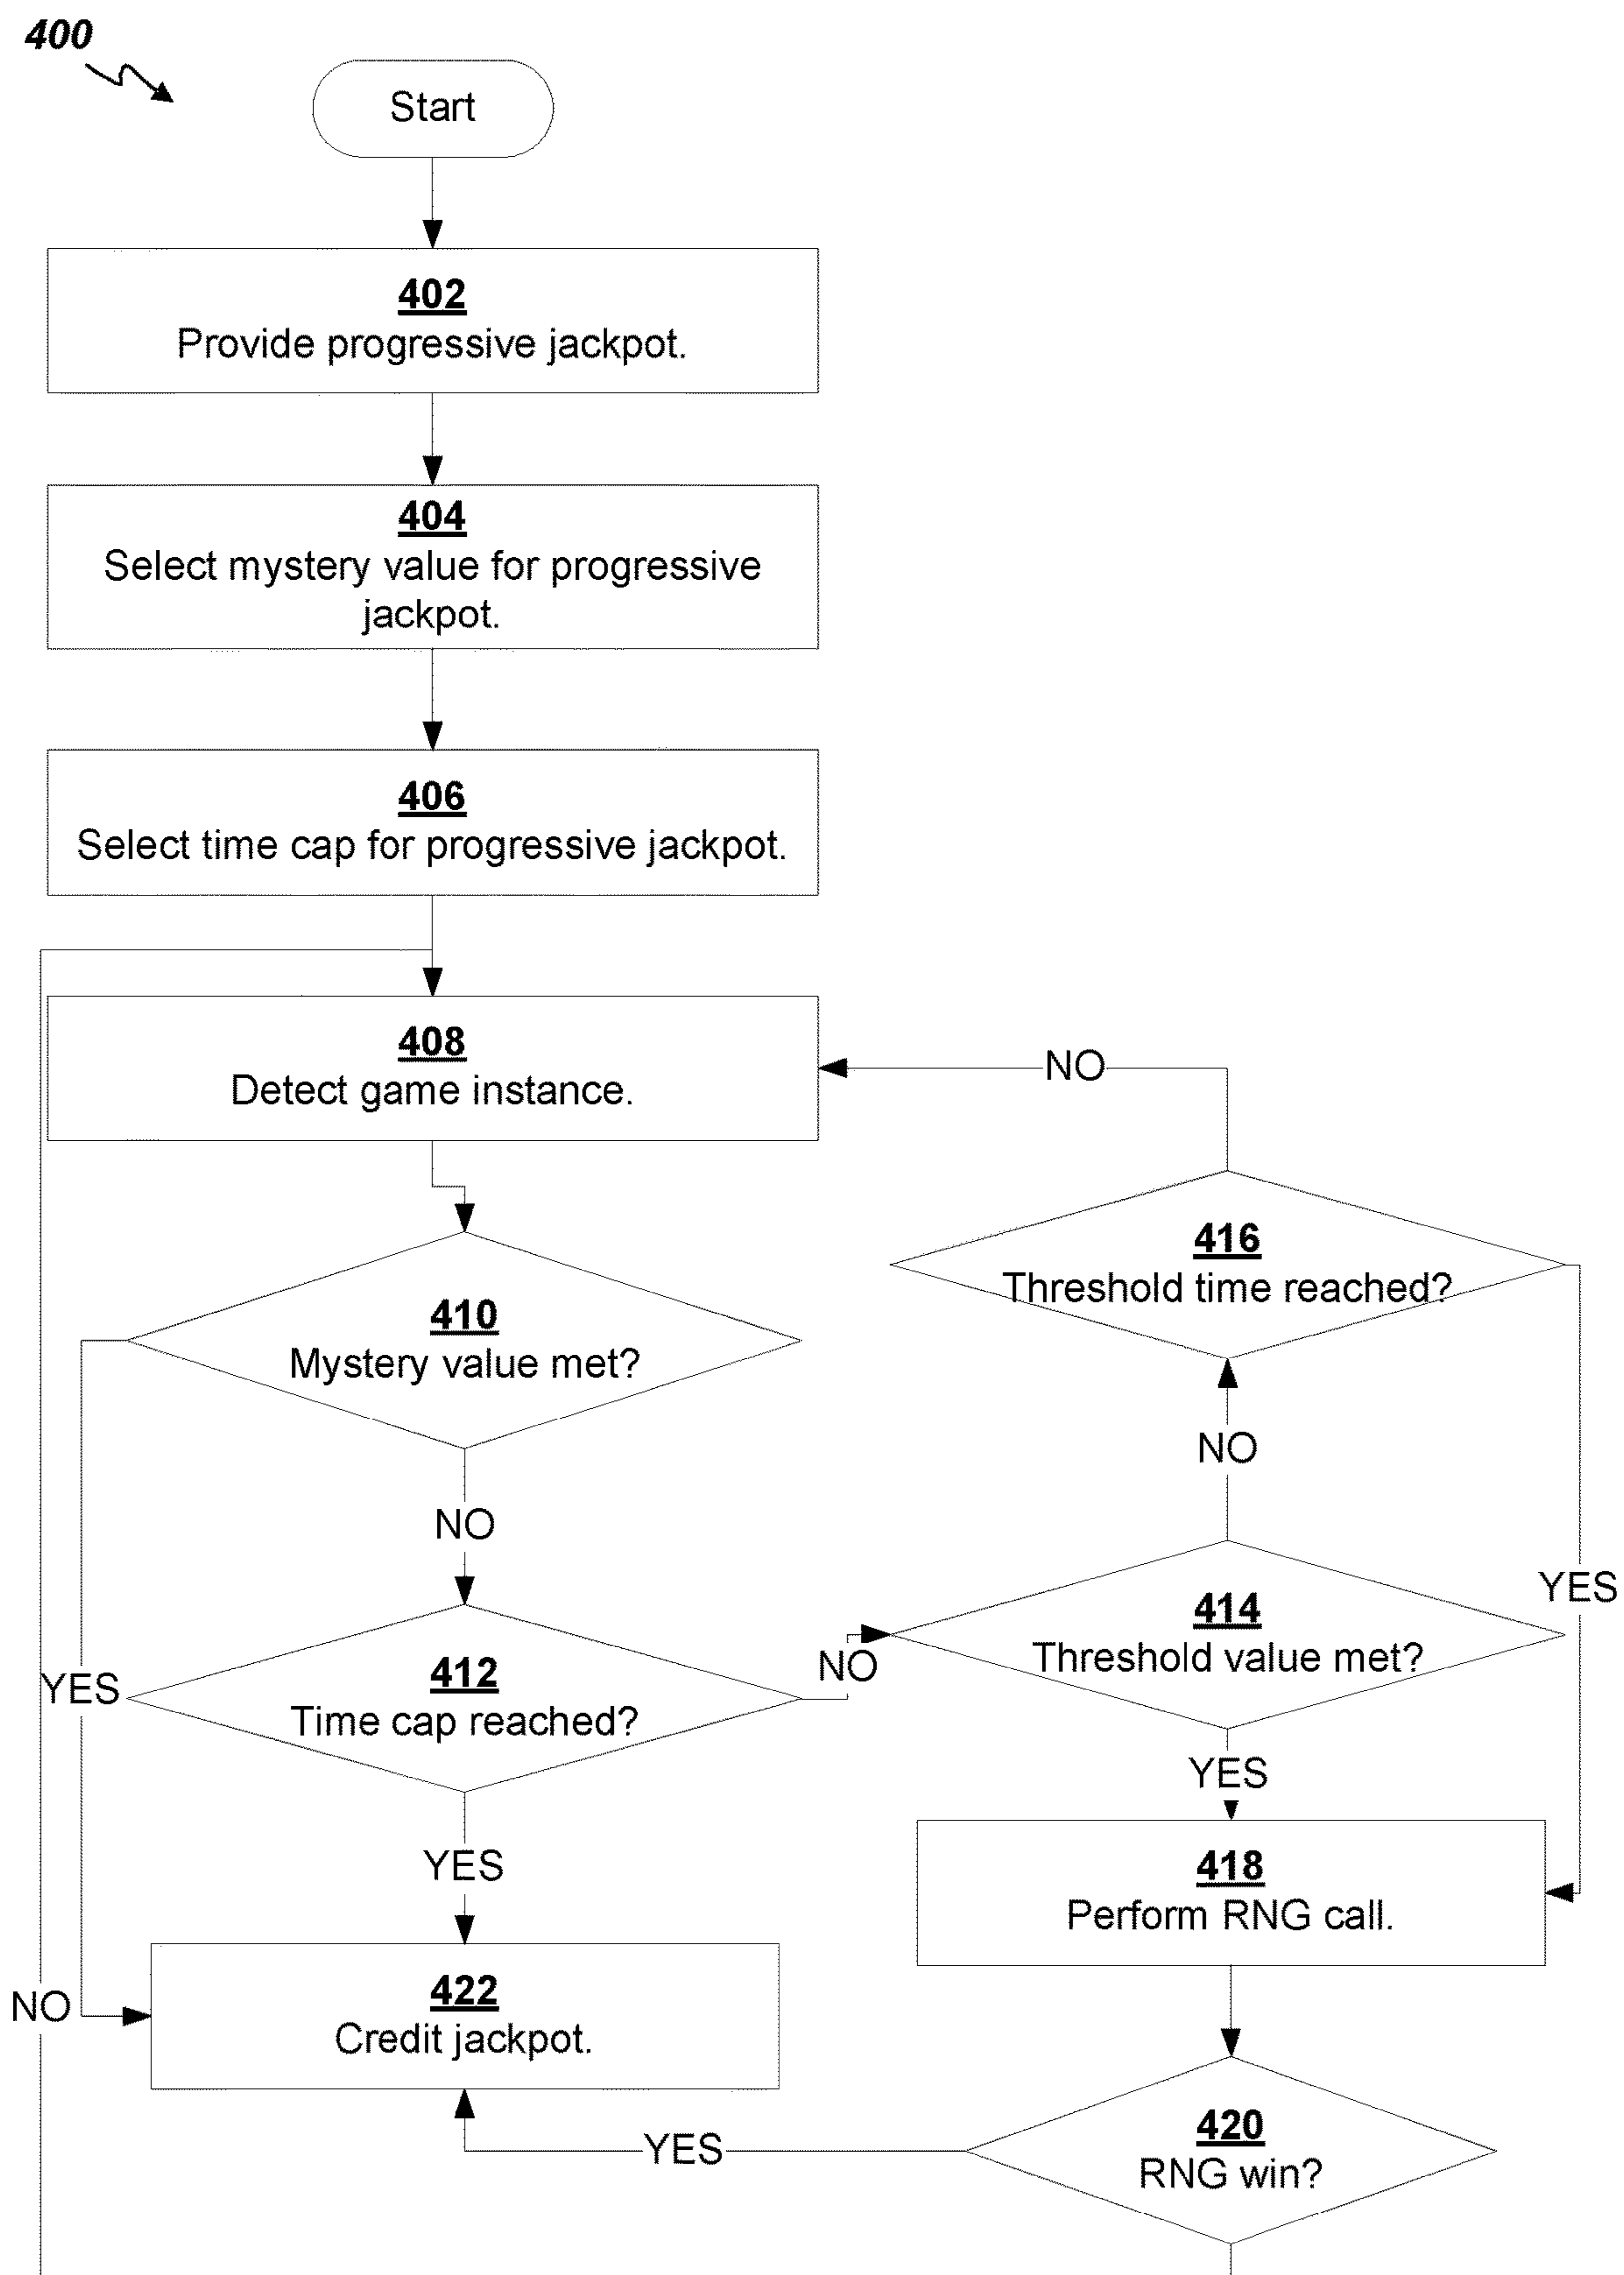 400
Start
402
Provide progressive jackpot.
404
Select mystery value for progressive
jackpot.
406
Select time cap for progressive jackpot.
408
Detect game instance.
NO
416
Threshold time reached?
410
Mystery value met?
NO
NO
YES
414
Threshold value met?
412
Time cap reached?
NO
YES
YES
YES
418
Perform RNG call.
422
Credit jackpot.
NO
420
RNG win?
YES